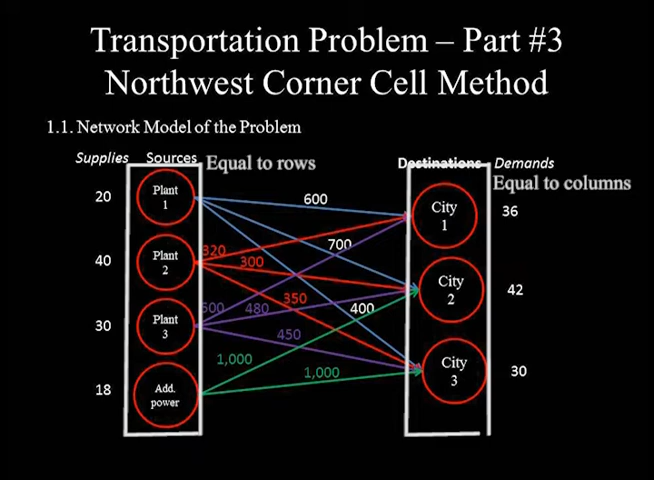 Transportation Problem – Part #3
Northwest Corner Cell Method
1.1. Network Model of the Problem
Supplies Sources Equal to rows Destinations Demands
Equal to columns
20 Plant 1 600 City 1 36
700
40 Plant 2 320 300
City 2 42
350
500 480 400
30 Plant 3 450
1,000
City 3 30
1,000
18 Add. power